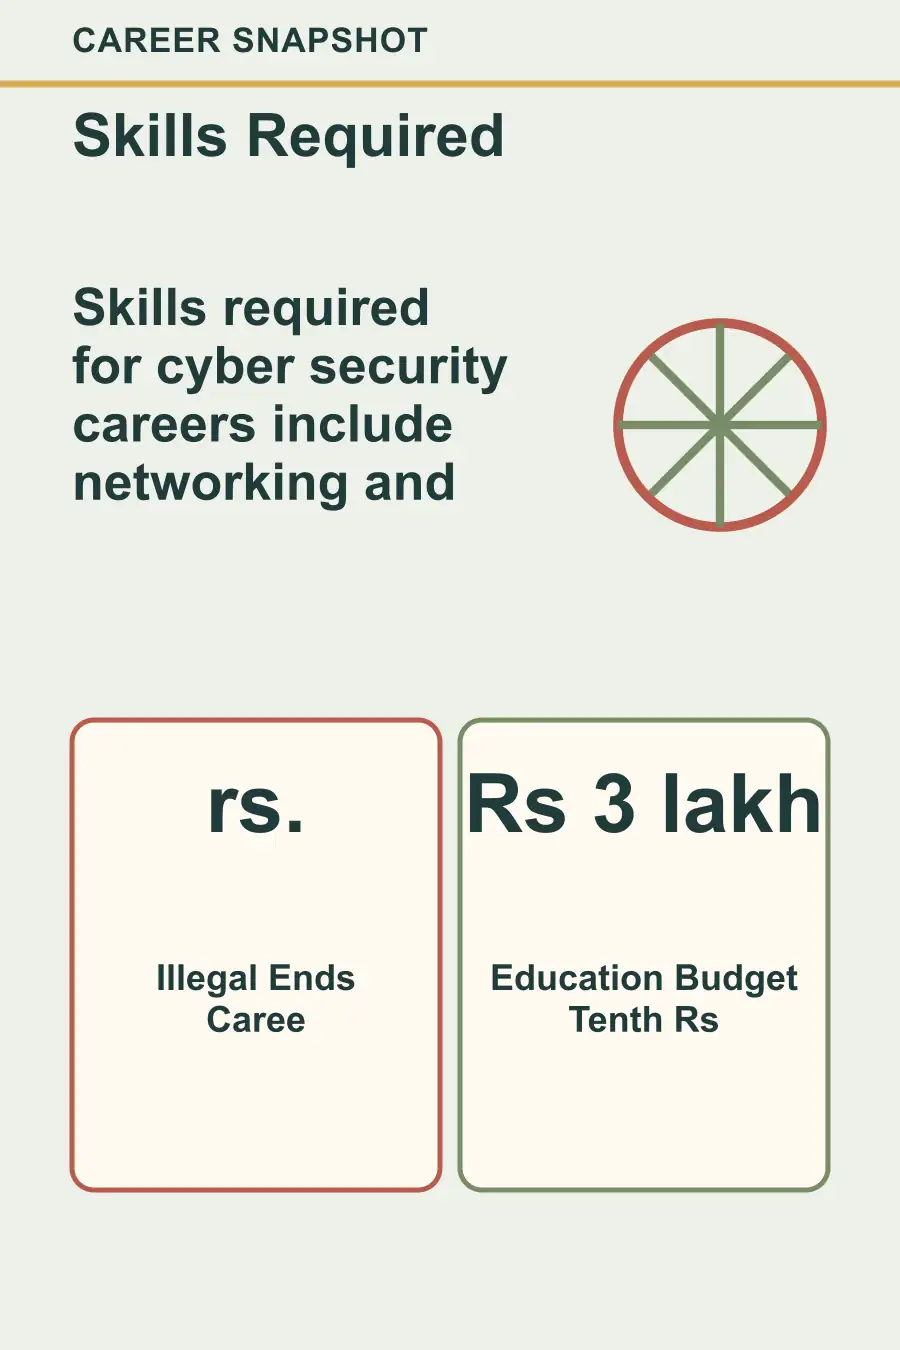 CAREER SNAPSHOT
Skills Required
Skills required
for cyber security
careers include
networking and
rs.
Illegal Ends
Caree
Rs 3 lakh
Education Budget
Tenth Rs